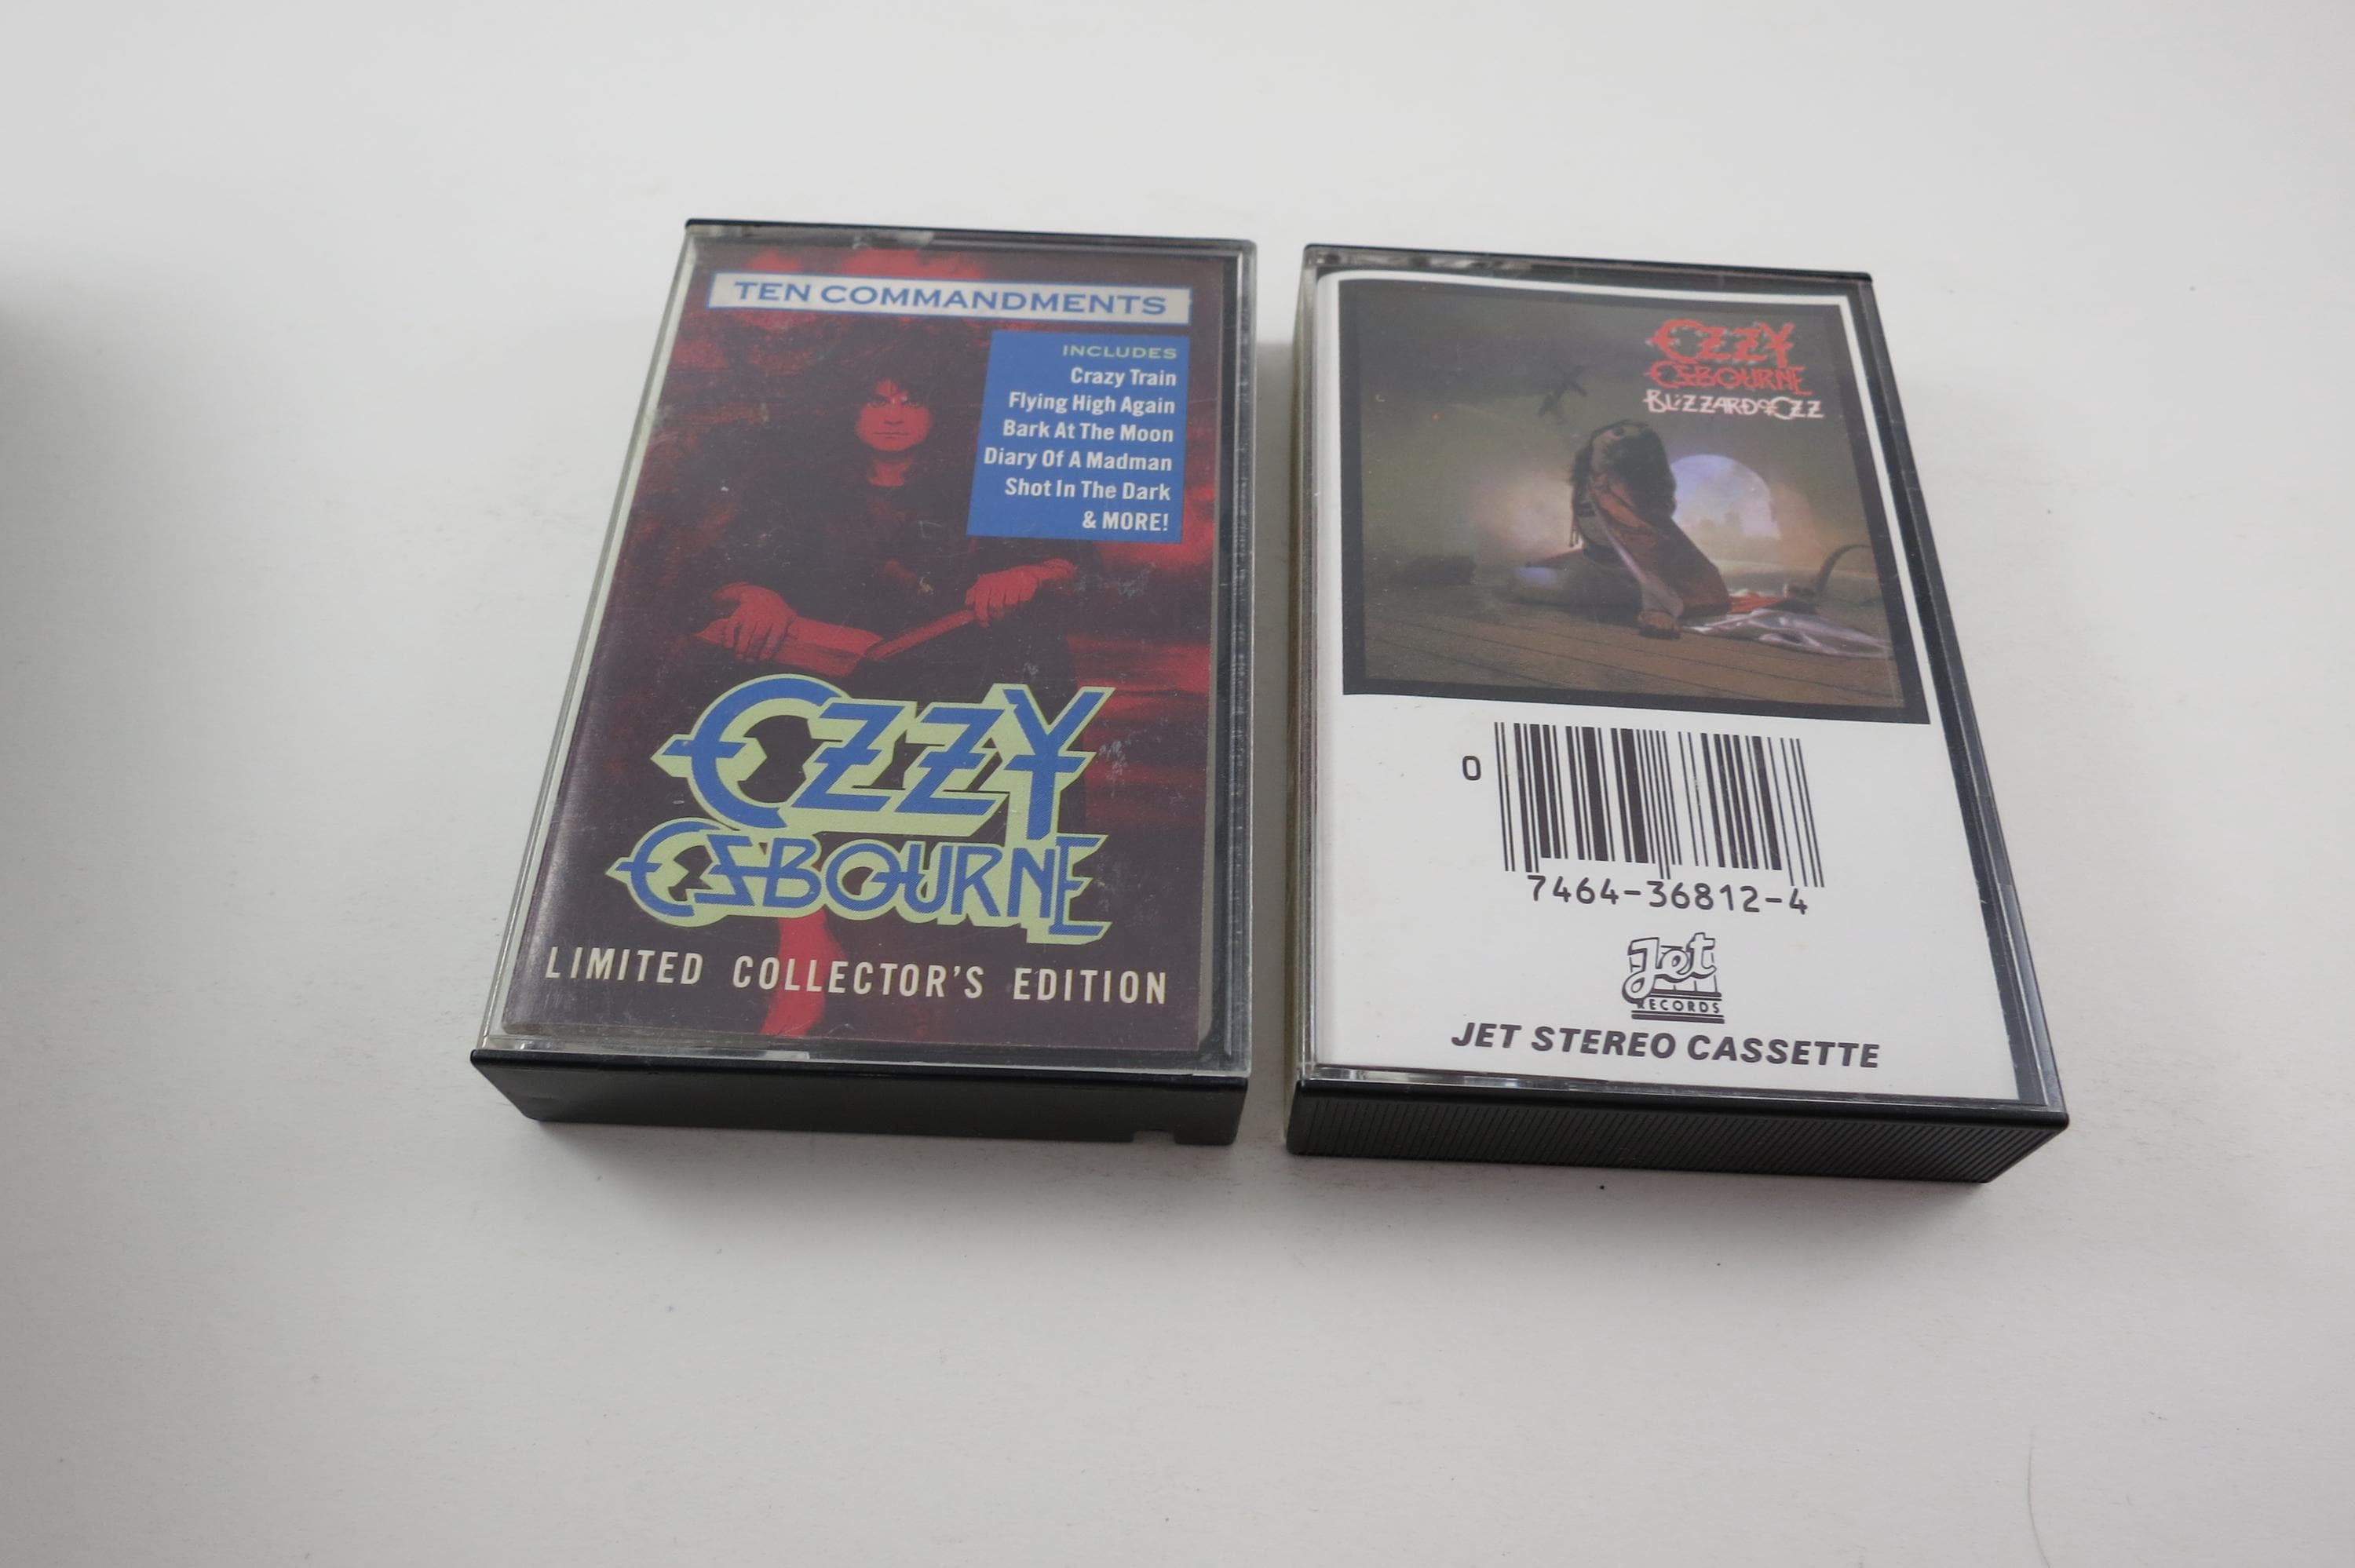 TEN COMMANDMENTS
INCLUDES
Crazy Train
Flying High Again
Bark At The Moon
Diary Of A Madman
Shot In The Dark
& MORE!
OZZY
OSBOURNE
LIMITED COLLECTOR'S EDITION
OZZY
OSBOURNE
BLIZZARD OF OZZ
0
7464-36812-4
Jet
RECORDS
JET STEREO CASSETTE